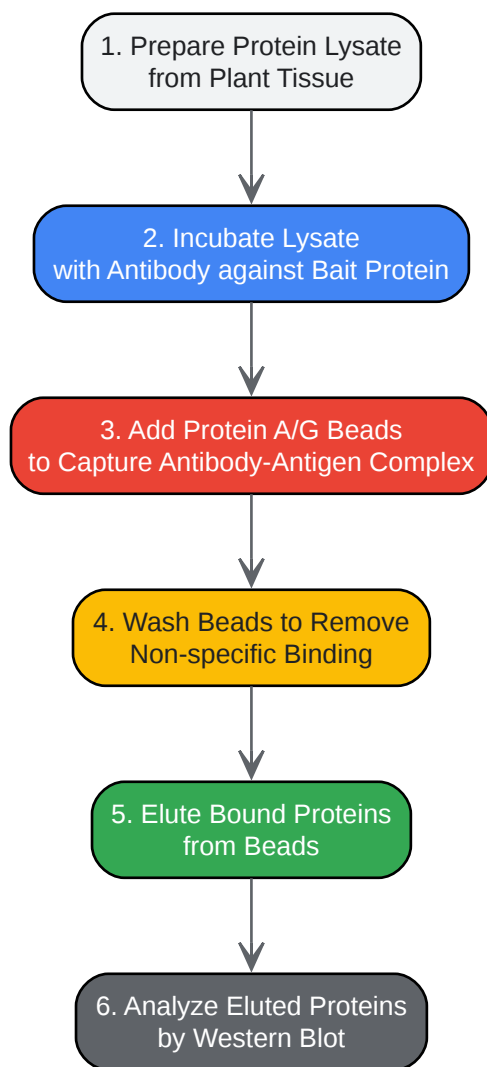 1. Prepare Protein Lysate
from Plant Tissue
2. Incubate Lysate
with Antibody against Bait Protein
3. Add Protein A/G Beads
to Capture Antibody-Antigen Complex
4. Wash Beads to Remove
Non-specific Binding
5. Elute Bound Proteins
from Beads
6. Analyze Eluted Proteins
by Western Blot